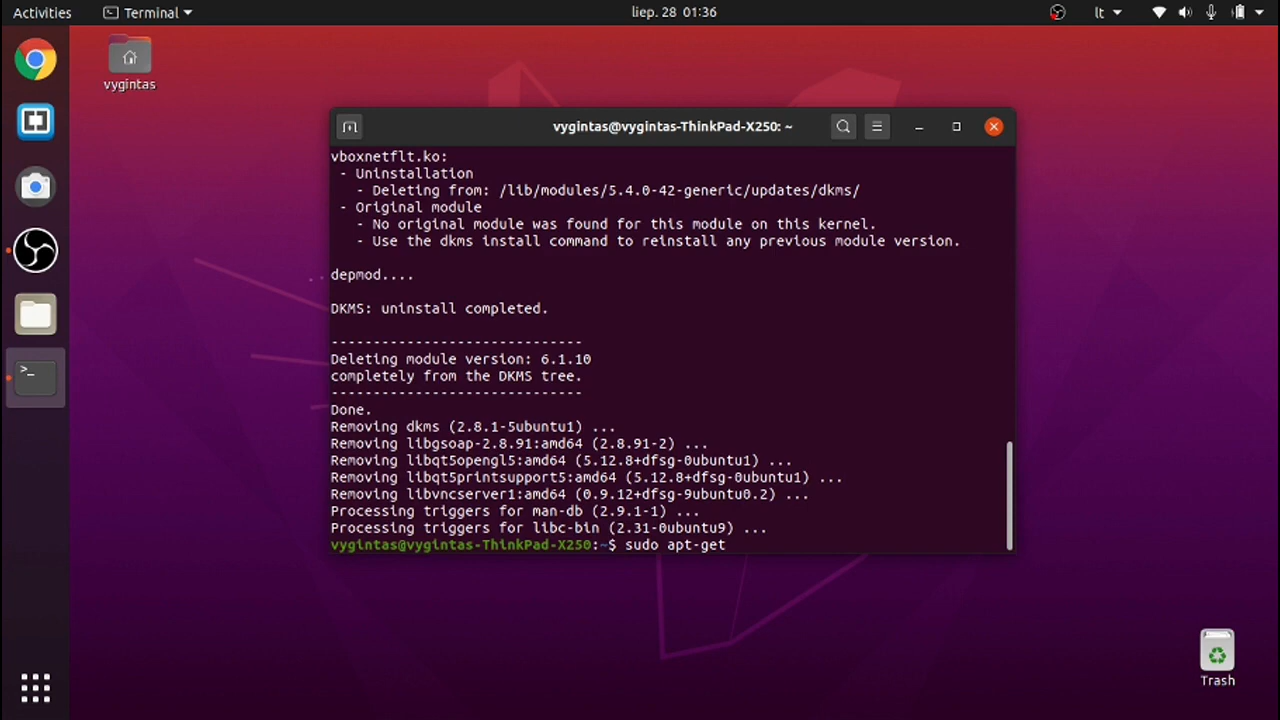 Activities
Terminal
liep. 28 01:36
lt
vygintas
vygintas@vygintas-ThinkPad-X250: ~
vboxnetflt.ko:
- Uninstallation
- Deleting from: /lib/modules/5.4.0-42-generic/updates/dkms/
- Original module
- No original module was found for this module on this kernel.
- Use the dkms install command to reinstall any previous module version.
depmod....
DKMS: uninstall completed.
------------------------------
Deleting module version: 6.1.10
completely from the DKMS tree.
------------------------------
Done.
Removing dkms (2.8.1-5ubuntu1) ...
Removing libgsoap-2.8.91:amd64 (2.8.91-2) ...
Removing libqt5opengl5:amd64 (5.12.8+dfsg-0ubuntu1) ...
Removing libqt5printsupport5:amd64 (5.12.8+dfsg-0ubuntu1) ...
Removing libvncserver1:amd64 (0.9.12+dfsg-9ubuntu0.2) ...
Processing triggers for man-db (2.9.1-1) ...
Processing triggers for libc-bin (2.31-0ubuntu9) ...
vygintas@vygintas-ThinkPad-X250:~$ sudo apt-get
Trash